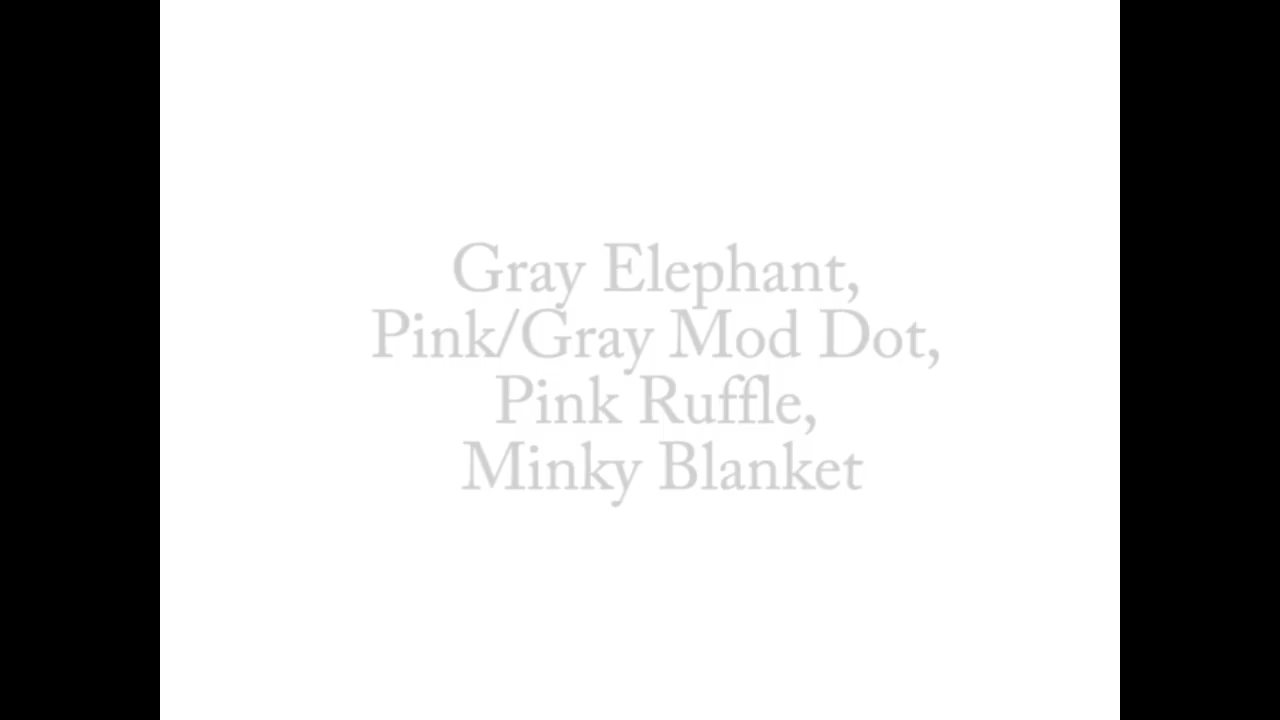 Gray Elephant,
Pink/Gray Mod Dot,
Pink Ruffle,
Minky Blanket